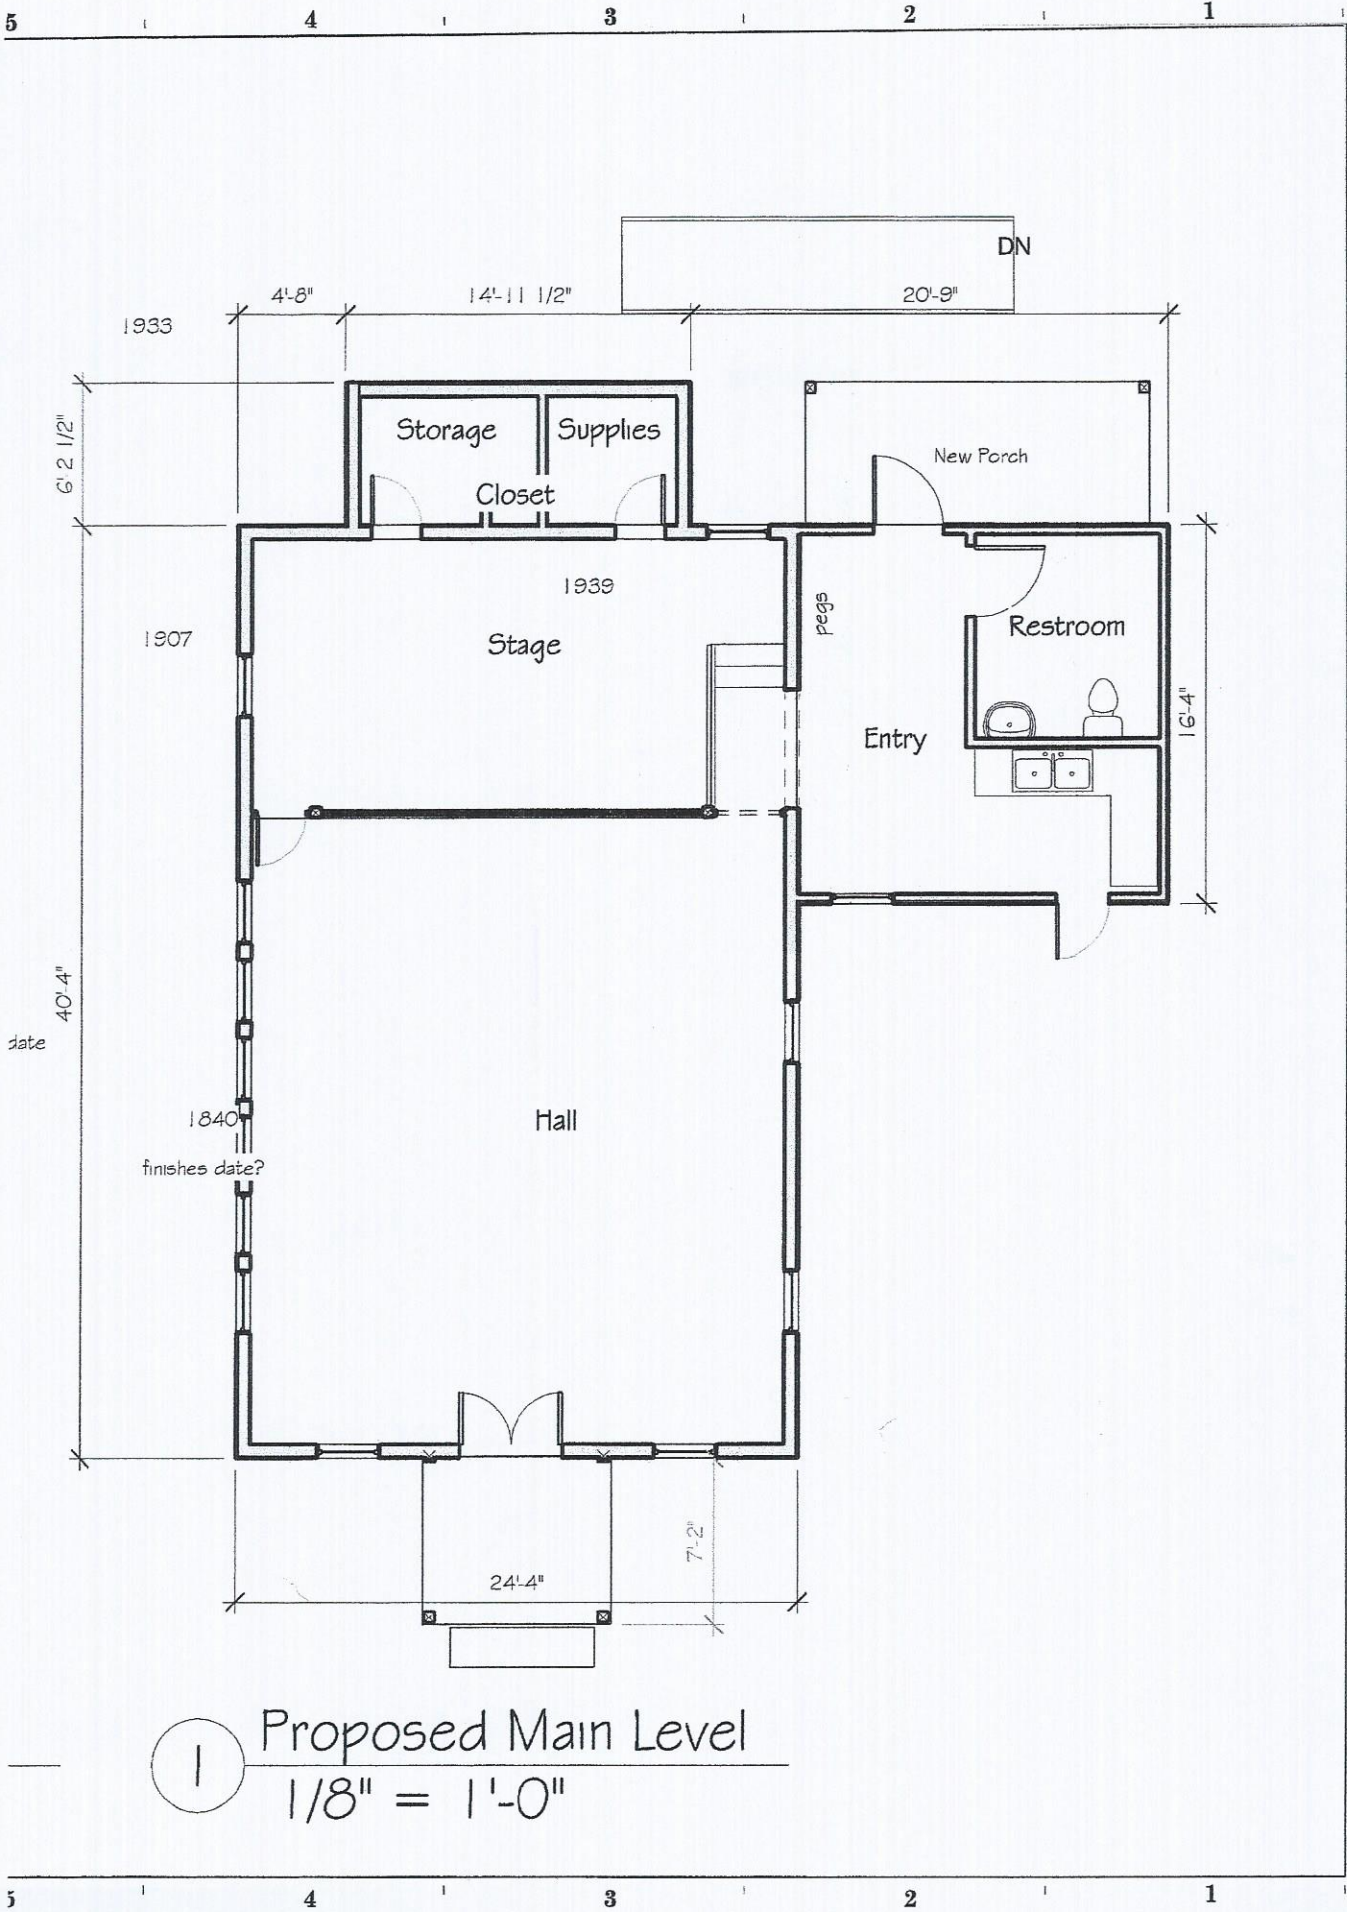 5 4 3 2 1
DN
4'-8" 14'-11 1/2" 20'-9"
1933
6'-2 1/2"
Storage Supplies
Closet
New Porch
1939
pegs
1907
Stage
Restroom
16'-4"
Entry
40'-4"
date
1840
Hall
finishes date?
7'-2"
24'-4"
1 Proposed Main Level
1/8" = 1'-0"
4 3 2 1